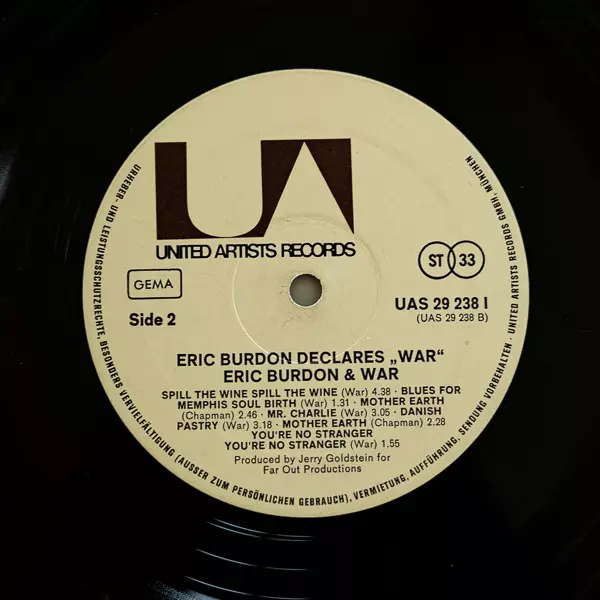 UA
UNITED ARTISTS RECORDS
GEMA
ST 33
Side 2
UAS 29 238 I
(UAS 29 238 B)
ERIC BURDON DECLARES „WAR“
ERIC BURDON & WAR
SPILL THE WINE SPILL THE WINE (War) 4.38 · BLUES FOR
MEMPHIS SOUL BIRTH (War) 1.31 · MOTHER EARTH
(Chapman) 2.46 · MR. CHARLIE (War) 3.05 · DANISH
PASTRY (War) 3.18 · MOTHER EARTH (Chapman) 2.28
YOU'RE NO STRANGER
YOU'RE NO STRANGER (War) 1.55
Produced by Jerry Goldstein for
Far Out Productions
URHEBER- UND LEISTUNGSSCHUTZRECHTE, BESONDERS VERVIELFÄLTIGUNG (AUSSER ZUM PERSÖNLICHEN GEBRAUCH), VERMIETUNG, AUFFÜHRUNG, SENDUNG VORBEHALTEN · UNITED ARTISTS RECORDS GMBH, MÜNCHEN